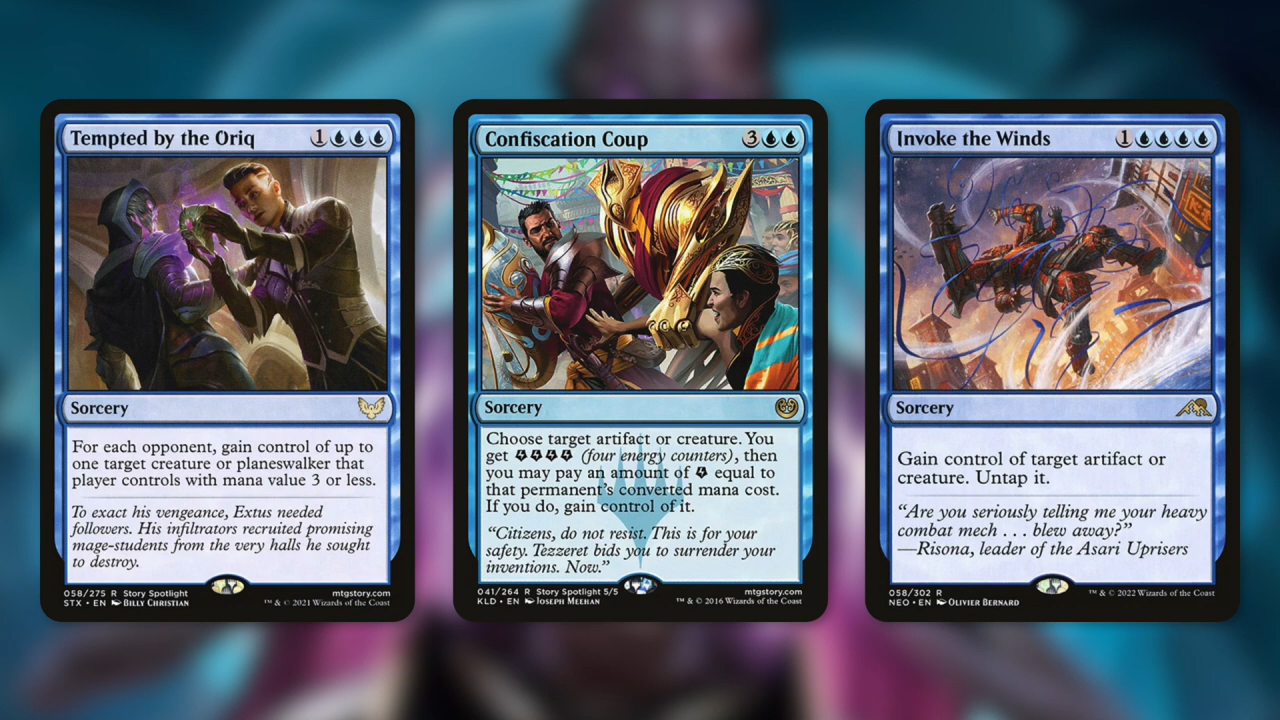 Tempted by the Oriq 1
Sorcery
For each opponent, gain control of up to
one target creature or planeswalker that
player controls with mana value 3 or less.
To exact his vengeance, Extus needed
followers. His infiltrators recruited promising
mage-students from the very halls he sought
to destroy.
058/275 R Story Spotlight mtgstory.com
STX • EN Billy Christian ™ & © 2021 Wizards of the Coast
Confiscation Coup 3
Sorcery
Choose target artifact or creature. You
get (four energy counters), then
you may pay an amount of equal to
that permanent's converted mana cost.
If you do, gain control of it.
"Citizens, do not resist. This is for your
safety. Tezzeret bids you to surrender your
inventions. Now."
041/264 R Story Spotlight 5/5 mtgstory.com
KLD • EN Joseph Meehan ™ & © 2016 Wizards of the Coast
Invoke the Winds 1
Sorcery
Gain control of target artifact or
creature. Untap it.
"Are you seriously telling me your heavy
combat mech . . . blew away?"
—Risona, leader of the Asari Uprisers
058/302 R
NEO • EN Olivier Bernard ™ & © 2022 Wizards of the Coast